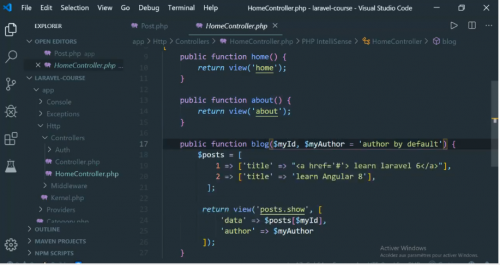 File Edit Selection View Go Run Terminal Help HomeController.php - laravel-course - Visual Studio Code
EXPLORER
OPEN EDITORS
Post.php app
HomeController.php
LARAVEL-COURSE
app
Console
Exceptions
Http
Controllers
Auth
Controller.php
HomeController.php
Middleware
Kernel.php
Providers
OUTLINE
MAVEN PROJECTS
NPM SCRIPTS
Post.php
HomeController.php
app > Http > Controllers > HomeController.php > PHP IntelliSense > HomeController > blog
9 public function home() {
10 return view('home');
11 }
12
13 public function about() {
14 return view('about');
15 }
16
17 public function blog($myId, $myAuthor = 'author by default') {
18 $posts = [
19 1 => ['title' => "<a href='#'> learn laravel 6</a>"],
20 2 => ['title' => 'learn Angular 8'],
21 ];
22
23 return view('posts.show', [
24 'data' => $posts[$myId],
25 'author' => $myAuthor
26 ]);
27 }
Activer Windows
Accédez aux paramètres pour activer Windows.